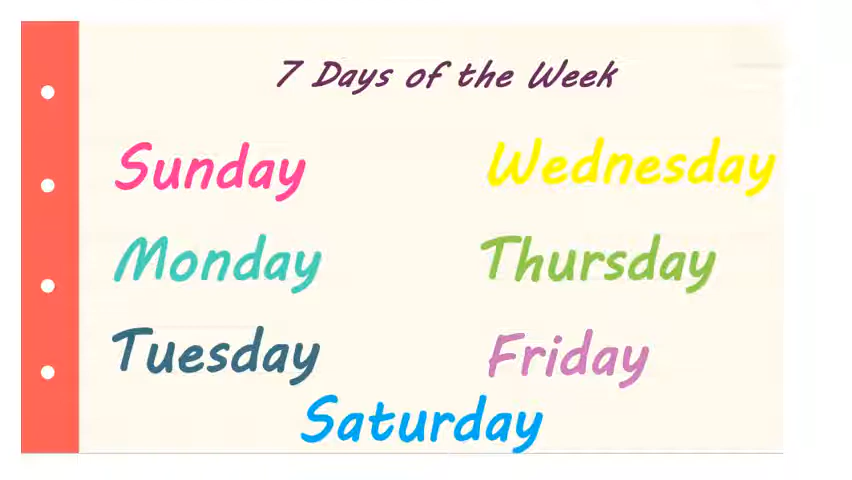 7 Days of the Week
Sunday
Monday
Tuesday
Wednesday
Thursday
Friday
Saturday